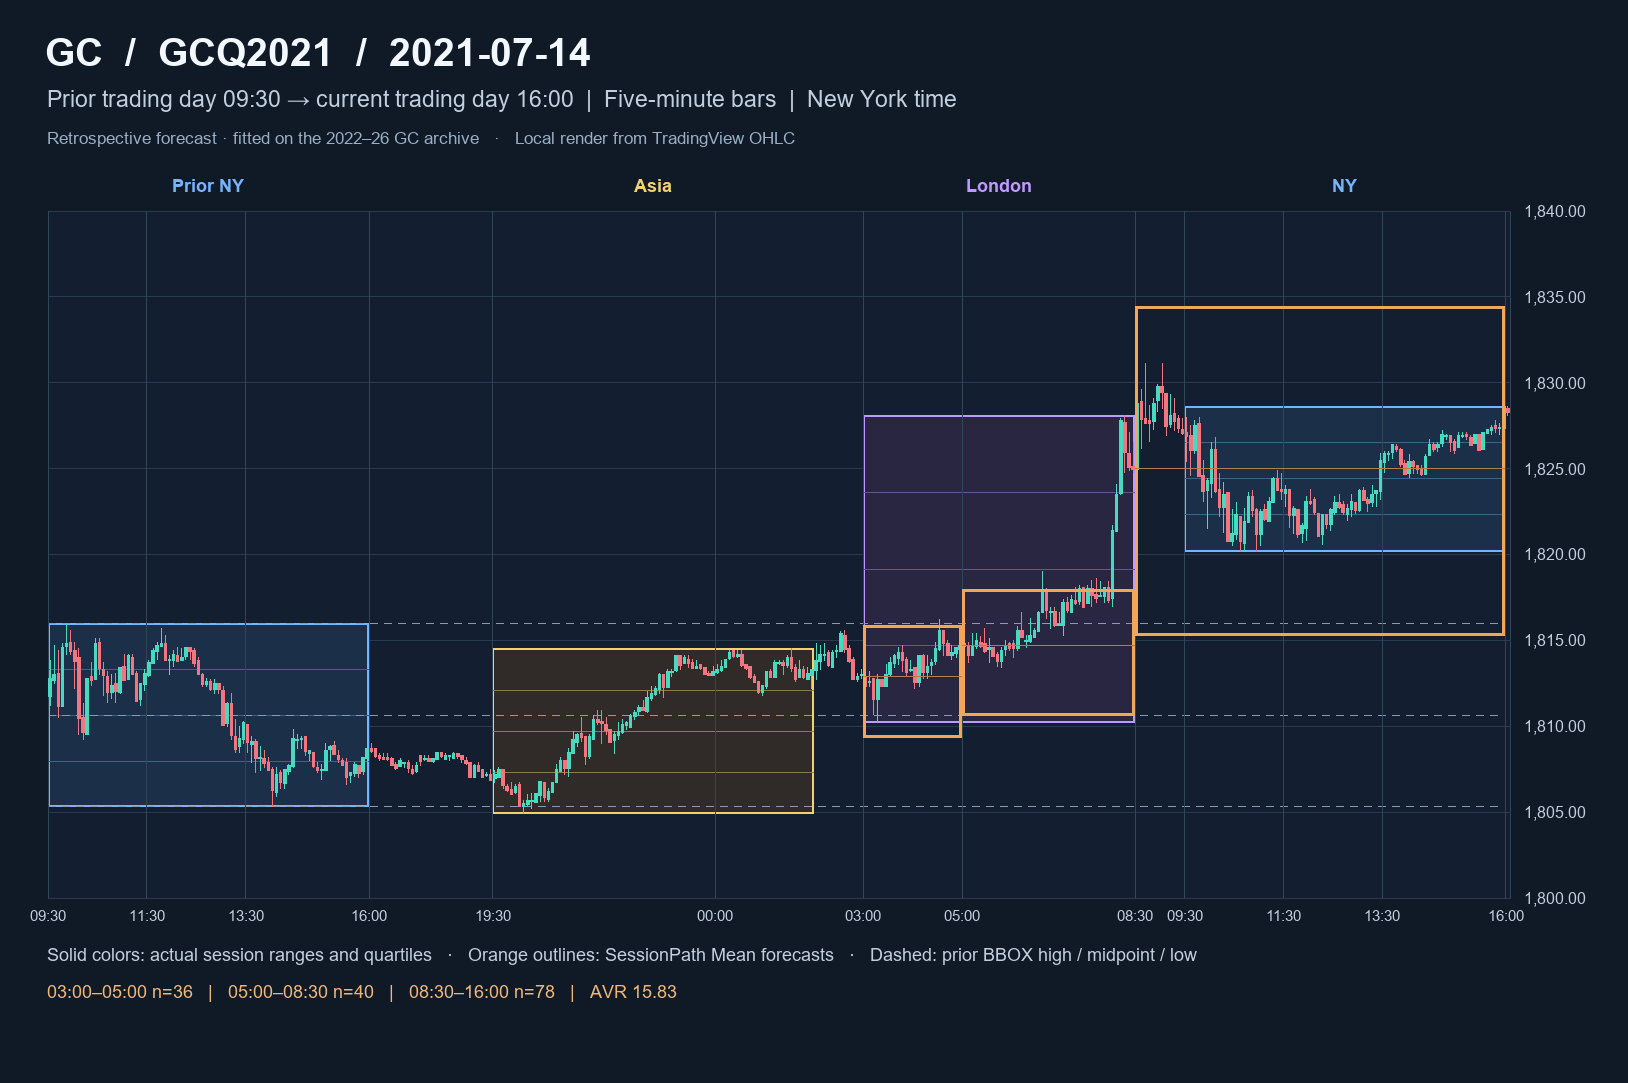 GC / GCQ2021 / 2021-07-14
Prior trading day 09:30 → current trading day 16:00 | Five-minute bars | New York time
Retrospective forecast · fitted on the 2022–26 GC archive · Local render from TradingView OHLC
Prior NY Asia London NY
1,840.00
1,835.00
1,830.00
1,825.00
1,820.00
1,815.00
1,810.00
1,805.00
1,800.00
09:30 11:30 13:30 16:00 19:30 00:00 03:00 05:00 08:30 09:30 11:30 13:30 16:00
Solid colors: actual session ranges and quartiles · Orange outlines: SessionPath Mean forecasts · Dashed: prior BBOX high / midpoint / low
03:00–05:00 n=36 | 05:00–08:30 n=40 | 08:30–16:00 n=78 | AVR 15.83